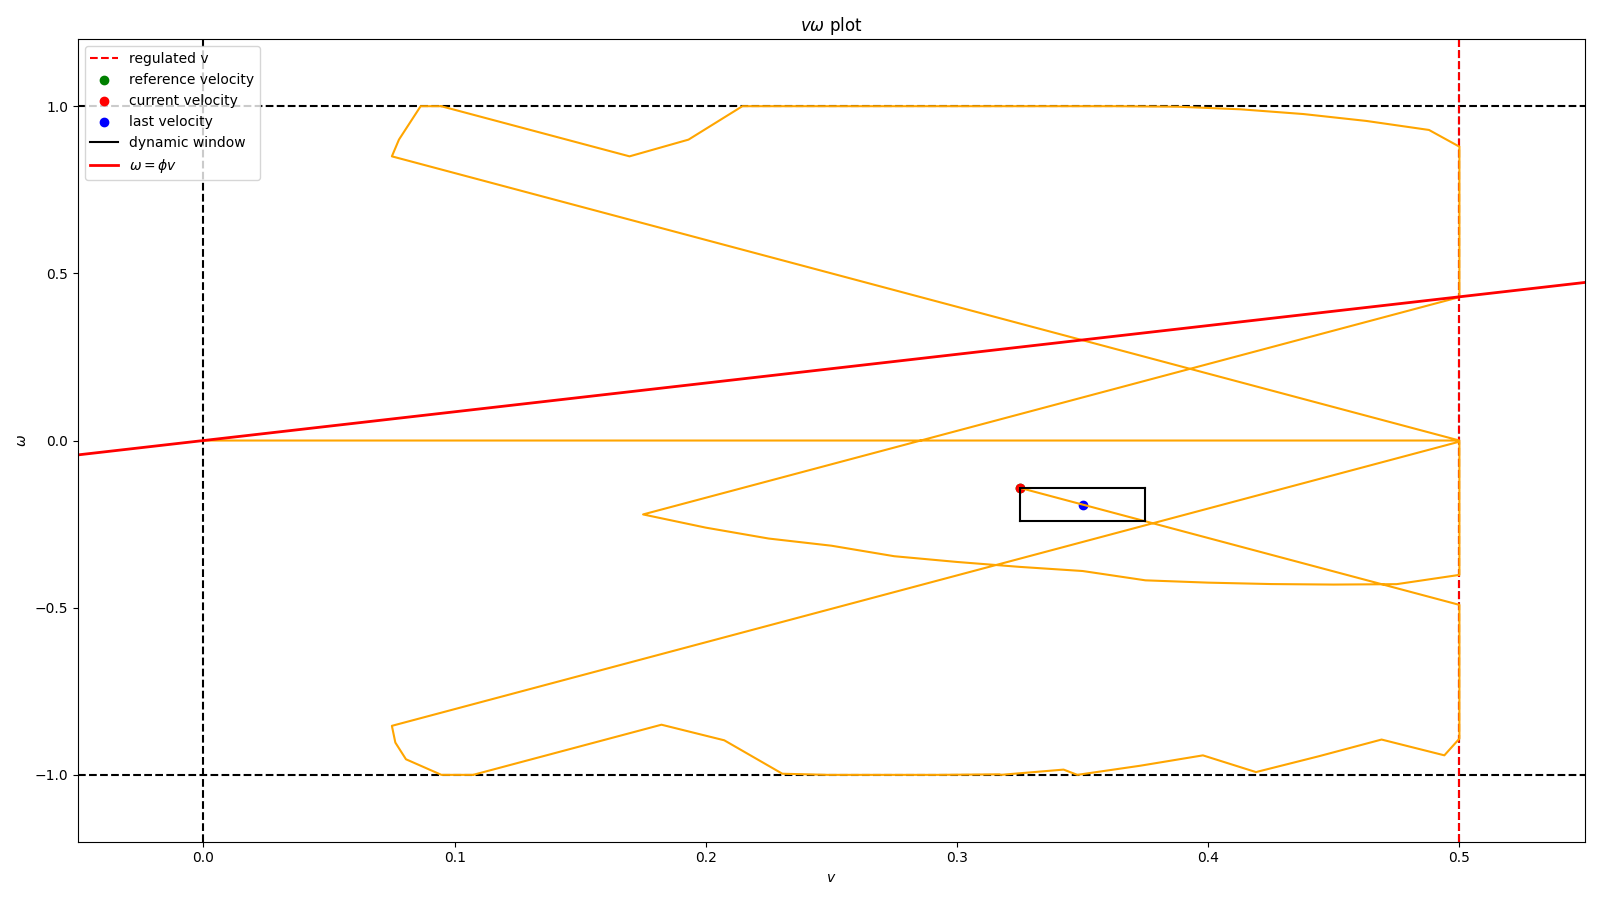 vω plot
regulated v
reference velocity
current velocity
last velocity
dynamic window
ω = ϕv
1.0
0.5
0.0
−0.5
−1.0
ω
0.0 0.1 0.2 0.3 0.4 0.5
v